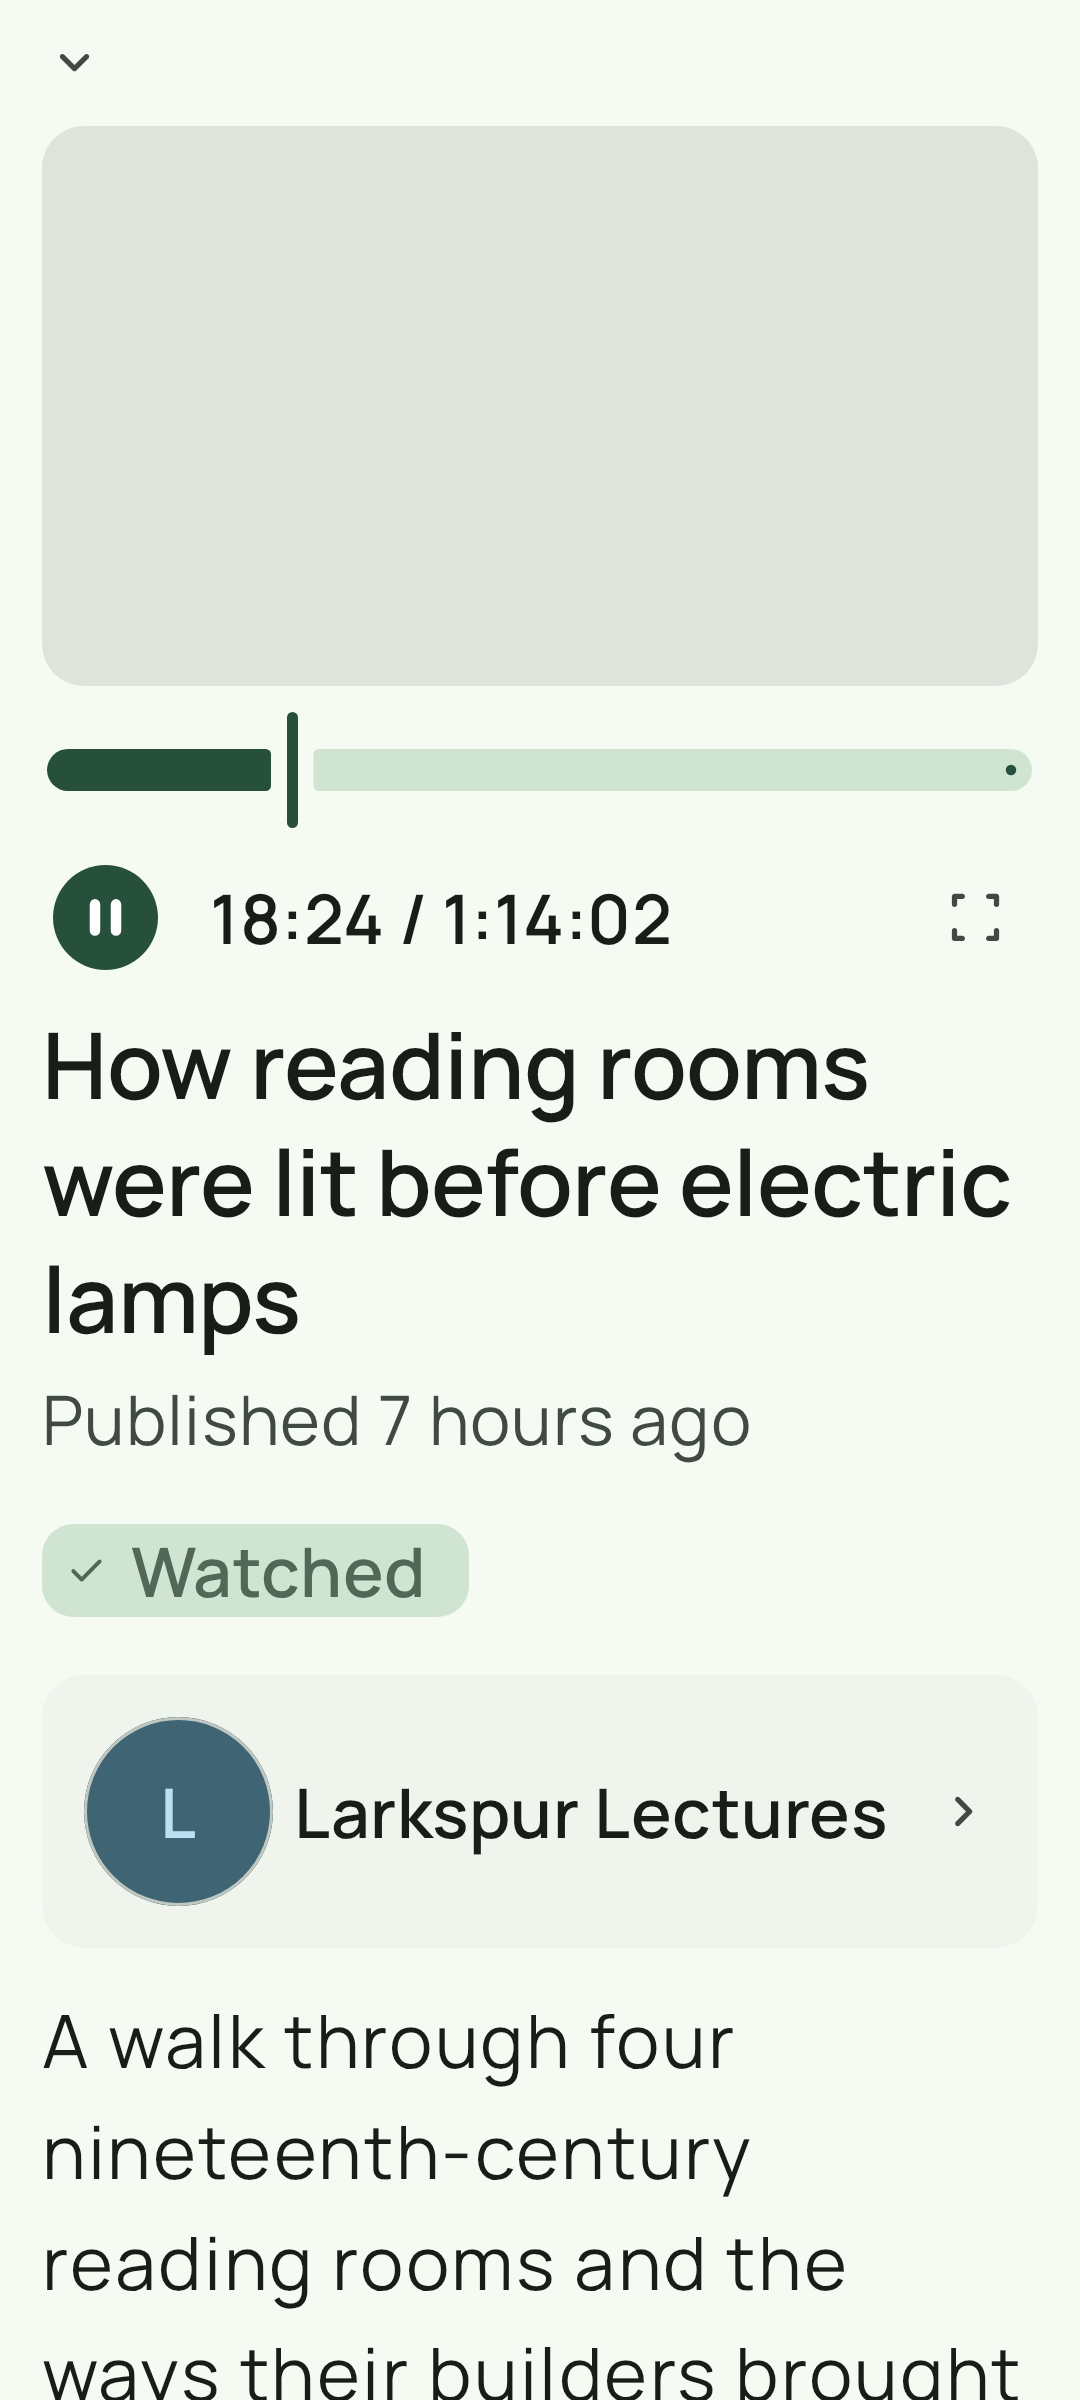 18:24 / 1:14:02
How reading rooms
were lit before electric
lamps
Published 7 hours ago
Watched
L
Larkspur Lectures
A walk through four
nineteenth-century
reading rooms and the
ways their builders brought